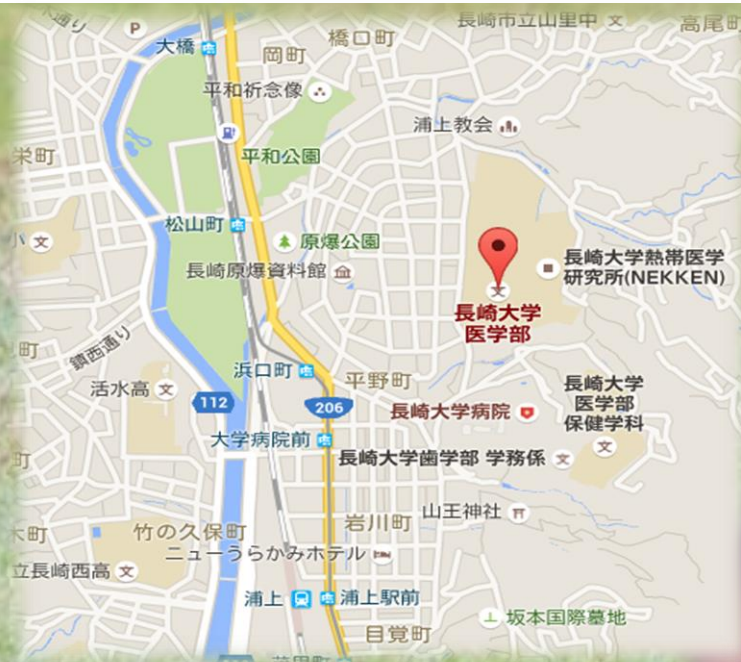 P
長崎市立山里中
高尾町
橋口町
大橋
岡町
平和祈念像
浦上教会
栄町
平和公園
松山町
小
原爆公園
長崎大学熱帯医学
研究所(NEKKEN)
長崎原爆資料館
長崎大学
医学部
鎮西通り
町
浜口町
平野町
活水高
112
206
長崎大学
医学部
保健学科
長崎大学病院
大学病院前
長崎大学歯学部 学務係
町
山王神社
岩川町
竹の久保町
ニューうらかみホテル
立長崎西高
浦上
浦上駅前
坂本国際墓地
目覚町